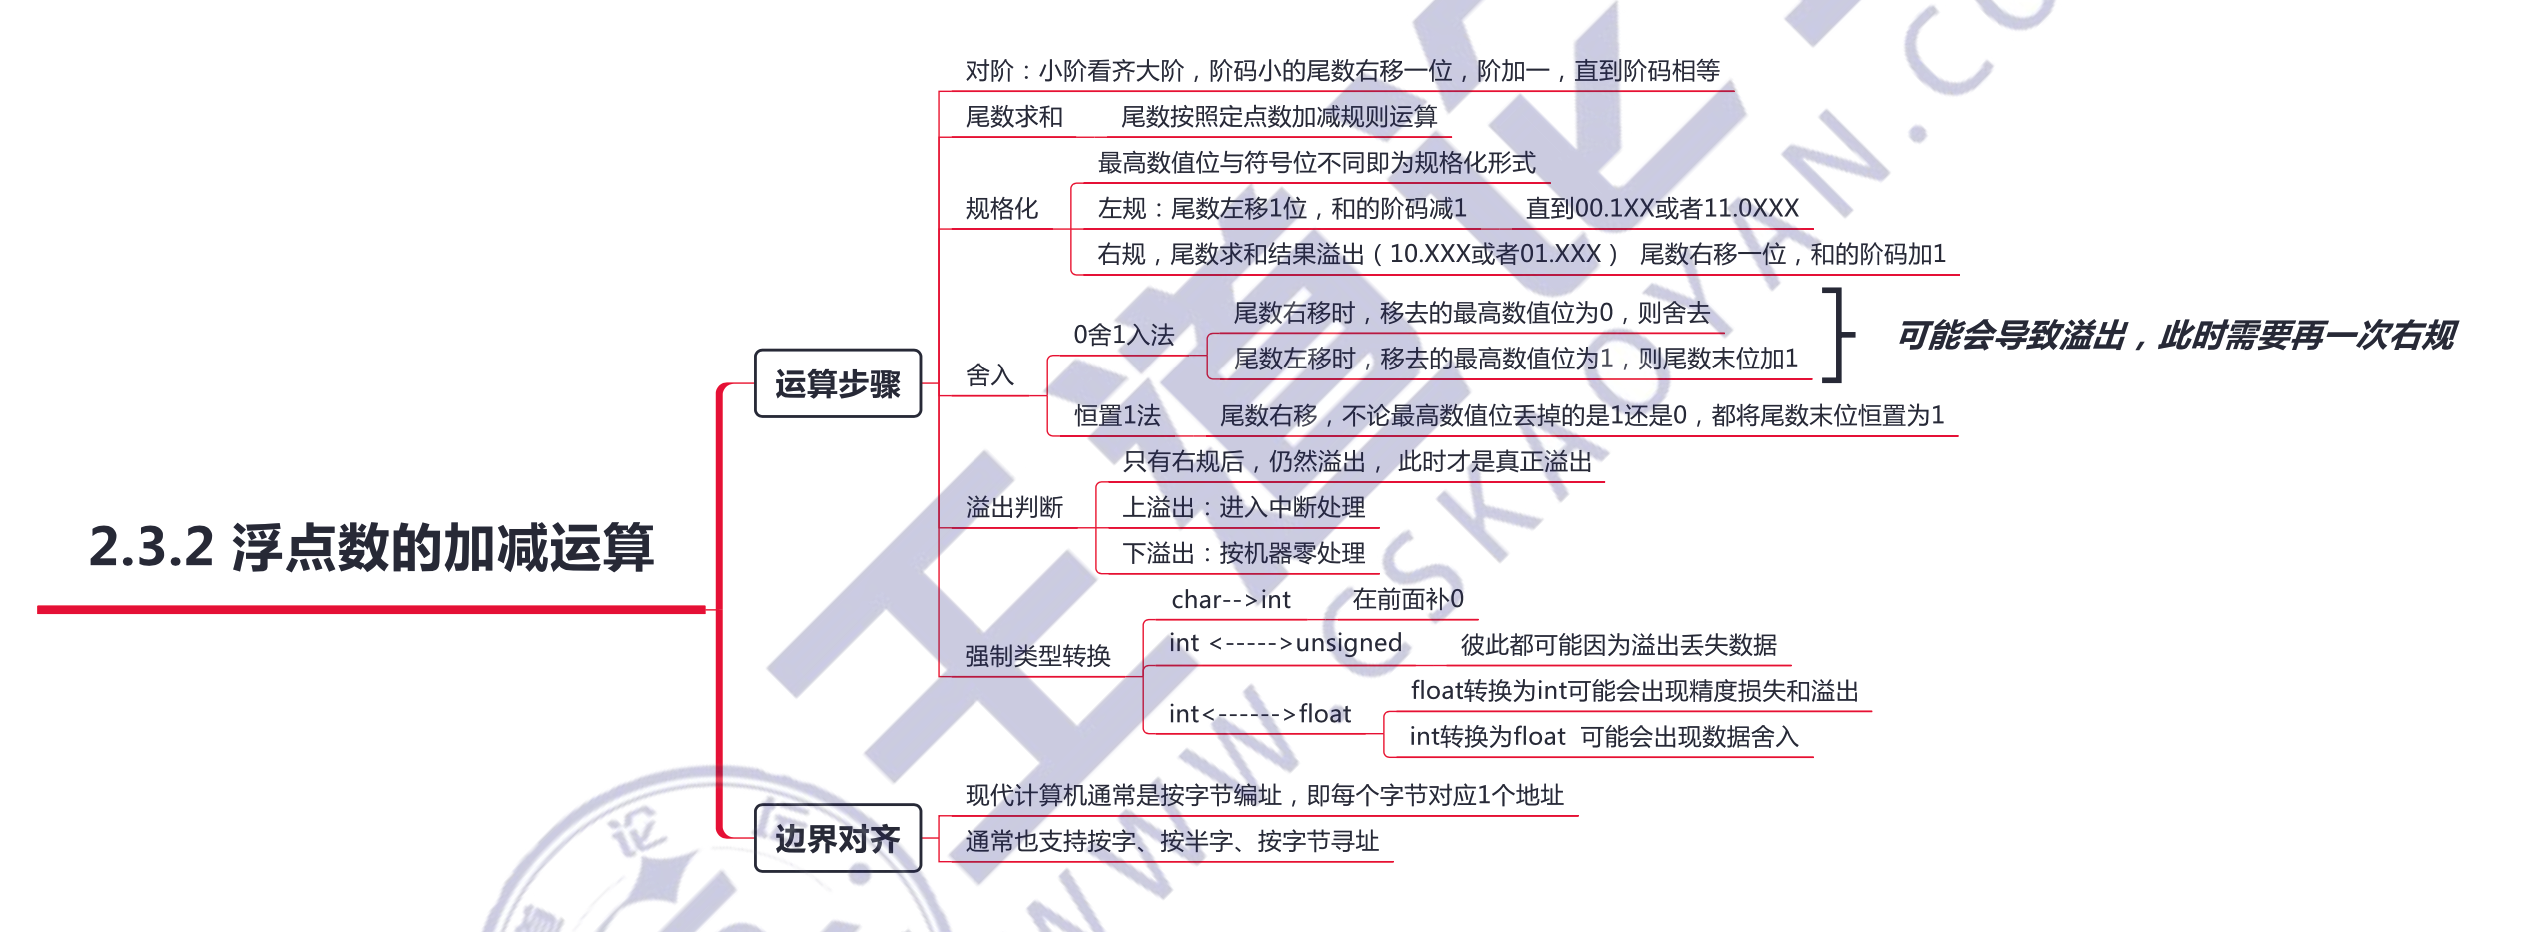 对阶：小阶看齐大阶，阶码小的尾数右移一位，阶加一，直到阶码相等
尾数求和 尾数按照定点数加减规则运算
最高数值位与符号位不同即为规格化形式
规格化 左规：尾数左移1位，和的阶码减1 直到00.1XX或者11.0XXX
右规，尾数求和结果溢出（10.XXX或者01.XXX） 尾数右移一位，和的阶码加1
尾数右移时，移去的最高数值位为0，则舍去
0舍1入法
尾数左移时，移去的最高数值位为1，则尾数末位加1
可能会导致溢出，此时需要再一次右规
舍入
恒置1法 尾数右移，不论最高数值位丢掉的是1还是0，都将尾数末位恒置为1
运算步骤
只有右规后，仍然溢出， 此时才是真正溢出
溢出判断 上溢出：进入中断处理
下溢出：按机器零处理
2.3.2 浮点数的加减运算
char-->int 在前面补0
int <----->unsigned 彼此都可能因为溢出丢失数据
强制类型转换
float转换为int可能会出现精度损失和溢出
int<------>float
int转换为float 可能会出现数据舍入
现代计算机通常是按字节编址，即每个字节对应1个地址
边界对齐
通常也支持按字、按半字、按字节寻址
王道论
WWW.CSKAOYAN.CO
道论坛